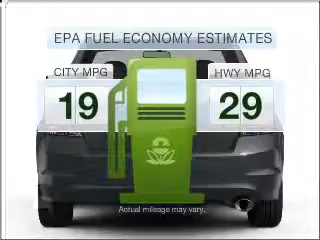 EPA FUEL ECONOMY ESTIMATES
CITY MPG
HWY MPG
19
29
Actual mileage may vary.